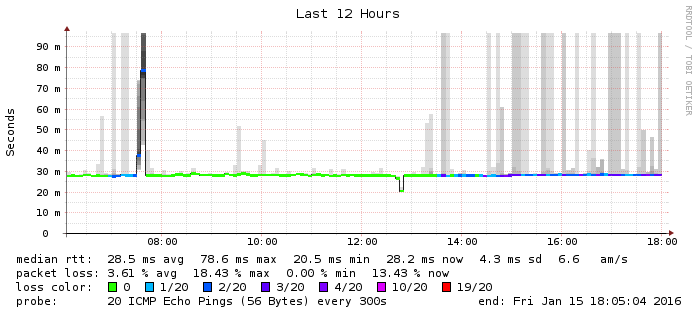 Last 12 Hours
RRDTOOL / TOBI OETIKER
Seconds
90 m
80 m
70 m
60 m
50 m
40 m
30 m
20 m
10 m
0
08:00 10:00 12:00 14:00 16:00 18:00
median rtt: 28.5 ms avg 78.6 ms max 20.5 ms min 28.2 ms now 4.3 ms sd 6.6 am/s
packet loss: 3.61 % avg 18.43 % max 0.00 % min 13.43 % now
loss color: 0 1/20 2/20 3/20 4/20 10/20 19/20
probe: 20 ICMP Echo Pings (56 Bytes) every 300s end: Fri Jan 15 18:05:04 2016